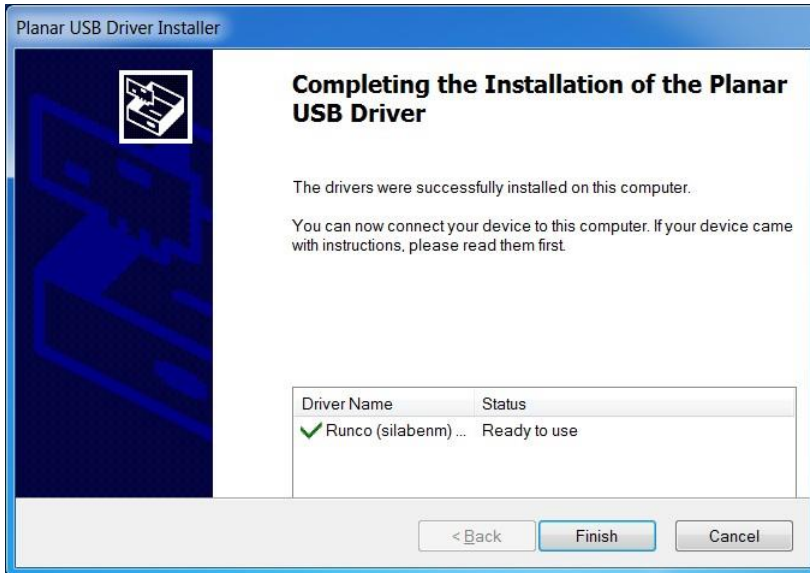 Planar USB Driver Installer
Completing the Installation of the Planar
USB Driver
The drivers were successfully installed on this computer.
You can now connect your device to this computer. If your device came
with instructions, please read them first.
Driver Name Status
Runco (silabenm) ... Ready to use
< Back Finish Cancel